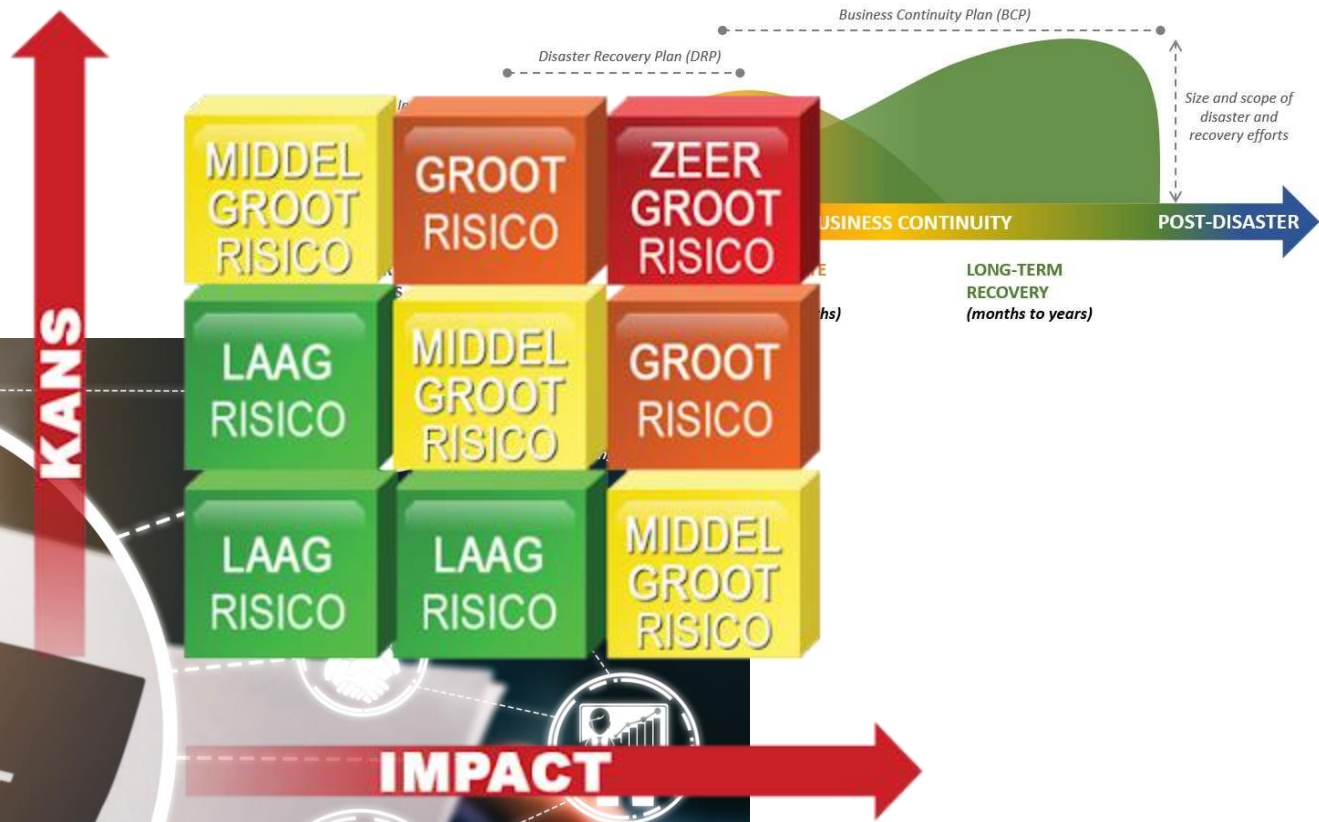 Business Continuity Plan (BCP)
Disaster Recovery Plan (DRP)
Size and scope of
disaster and
recovery efforts
MIDDEL
GROOT
RISICO
GROOT
RISICO
ZEER
GROOT
RISICO
USINESS CONTINUITY
POST-DISASTER
LONG-TERM
RECOVERY
(months to years)
KANS
LAAG
RISICO
MIDDEL
GROOT
RISICO
GROOT
RISICO
LAAG
RISICO
LAAG
RISICO
MIDDEL
GROOT
RISICO
IMPACT